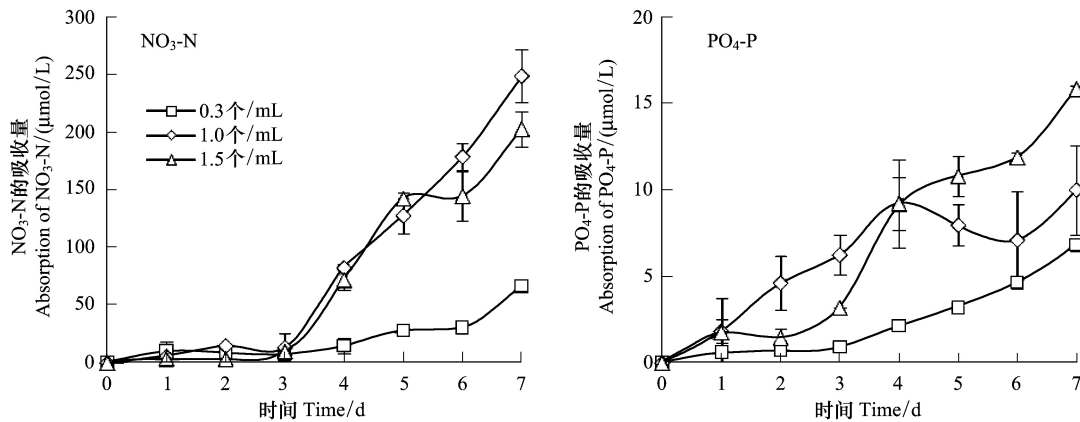 NO₃-N的吸收量
Absorption of NO₃-N/(μmol/L)
300
250
200
150
100
50
0
NO₃-N
0.3个/mL
1.0个/mL
1.5个/mL
0 1 2 3 4 5 6 7
时间 Time/d
PO₄-P的吸收量
Absorption of PO₄-P/(μmol/L)
20
15
10
5
0
PO₄-P
0 1 2 3 4 5 6 7
时间 Time/d